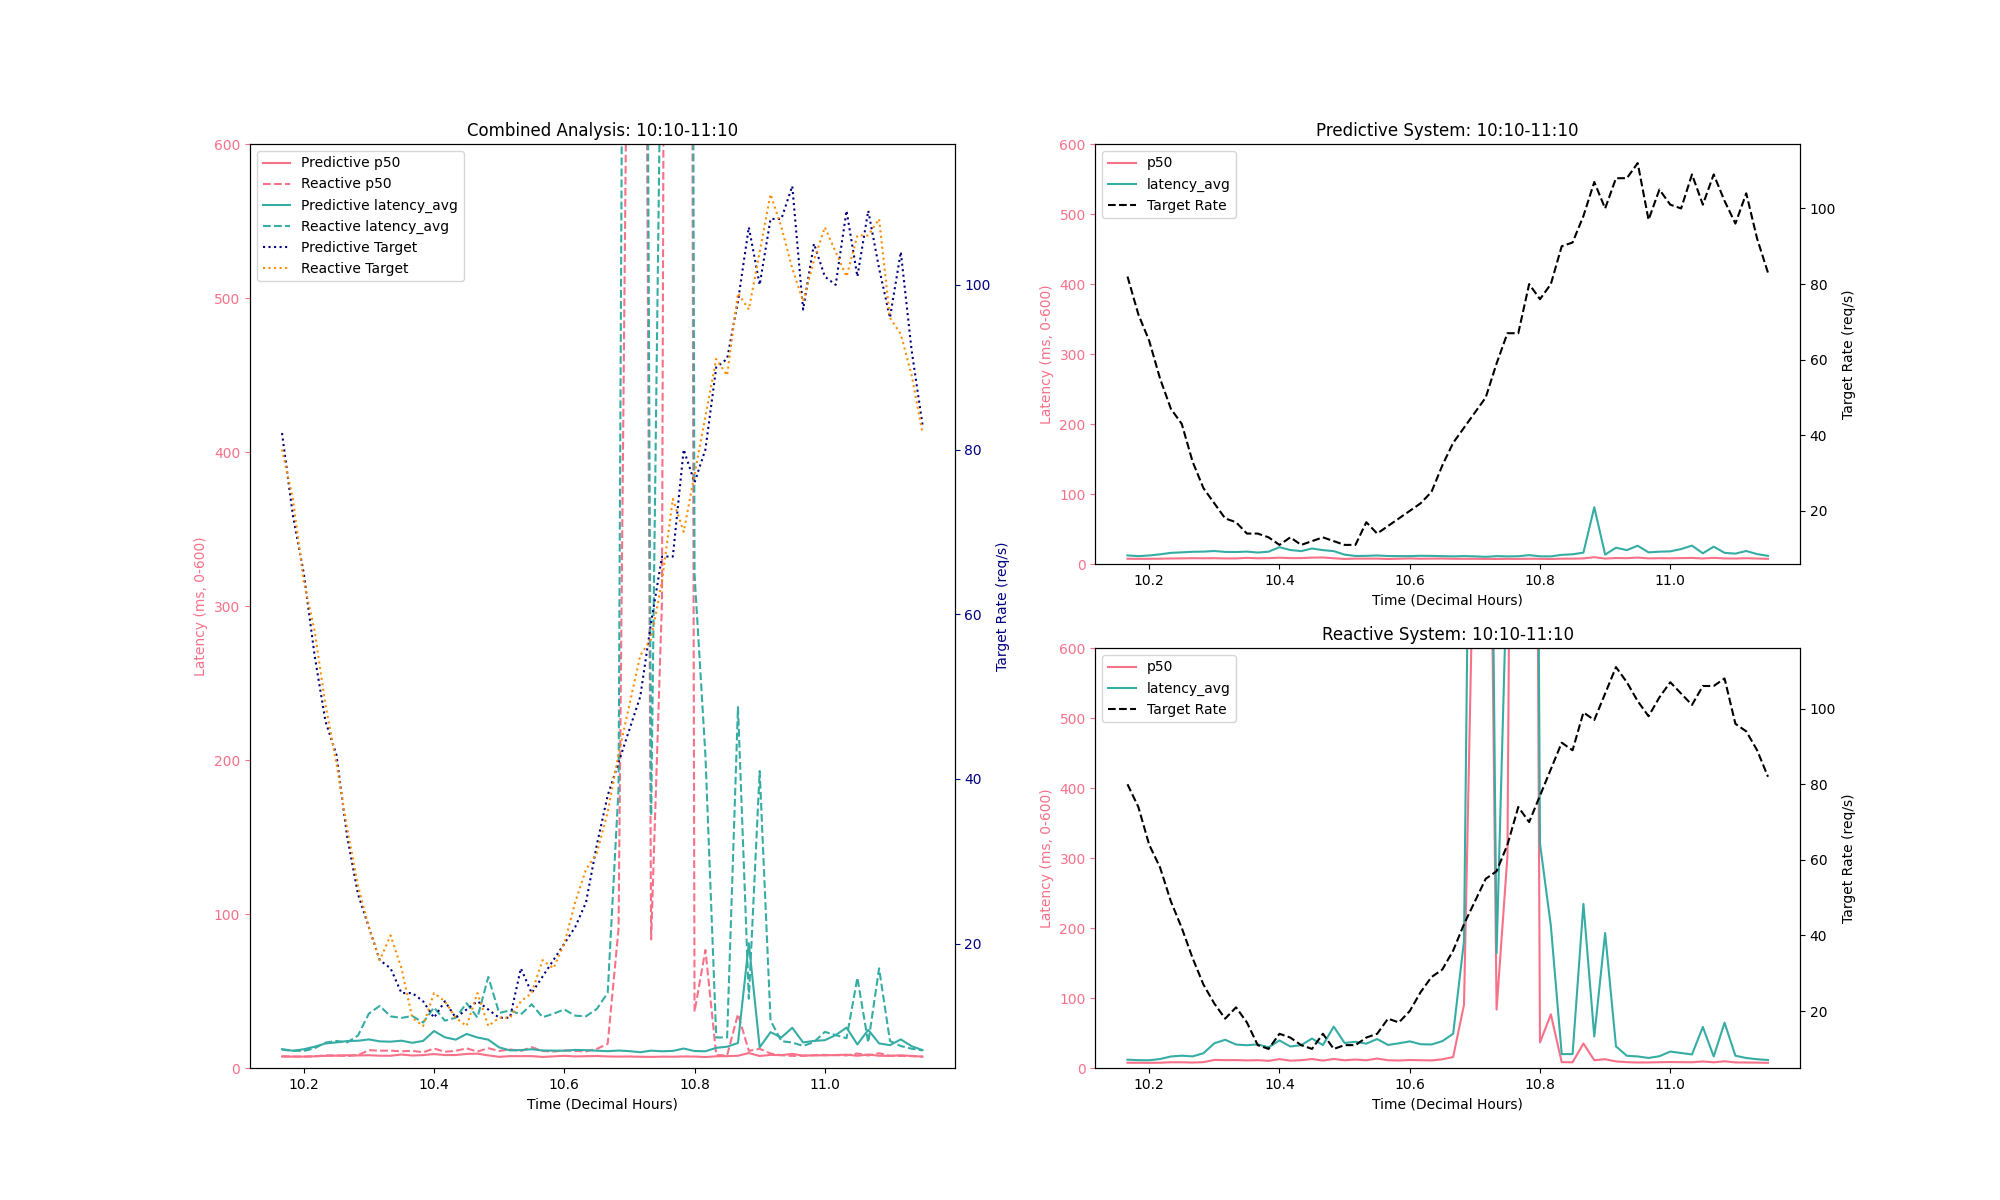 Combined Analysis: 10:10-11:10
Predictive p50
Reactive p50
Predictive latency_avg
Reactive latency_avg
Predictive Target
Reactive Target
600
500
400
300
200
100
0
Latency (ms, 0-600)
100
80
60
40
20
Target Rate (req/s)
10.2 10.4 10.6 10.8 11.0
Time (Decimal Hours)
Predictive System: 10:10-11:10
p50
latency_avg
Target Rate
600
500
400
300
200
100
0
Latency (ms, 0-600)
100
80
60
40
20
Target Rate (req/s)
10.2 10.4 10.6 10.8 11.0
Time (Decimal Hours)
Reactive System: 10:10-11:10
p50
latency_avg
Target Rate
600
500
400
300
200
100
0
Latency (ms, 0-600)
100
80
60
40
20
Target Rate (req/s)
10.2 10.4 10.6 10.8 11.0
Time (Decimal Hours)